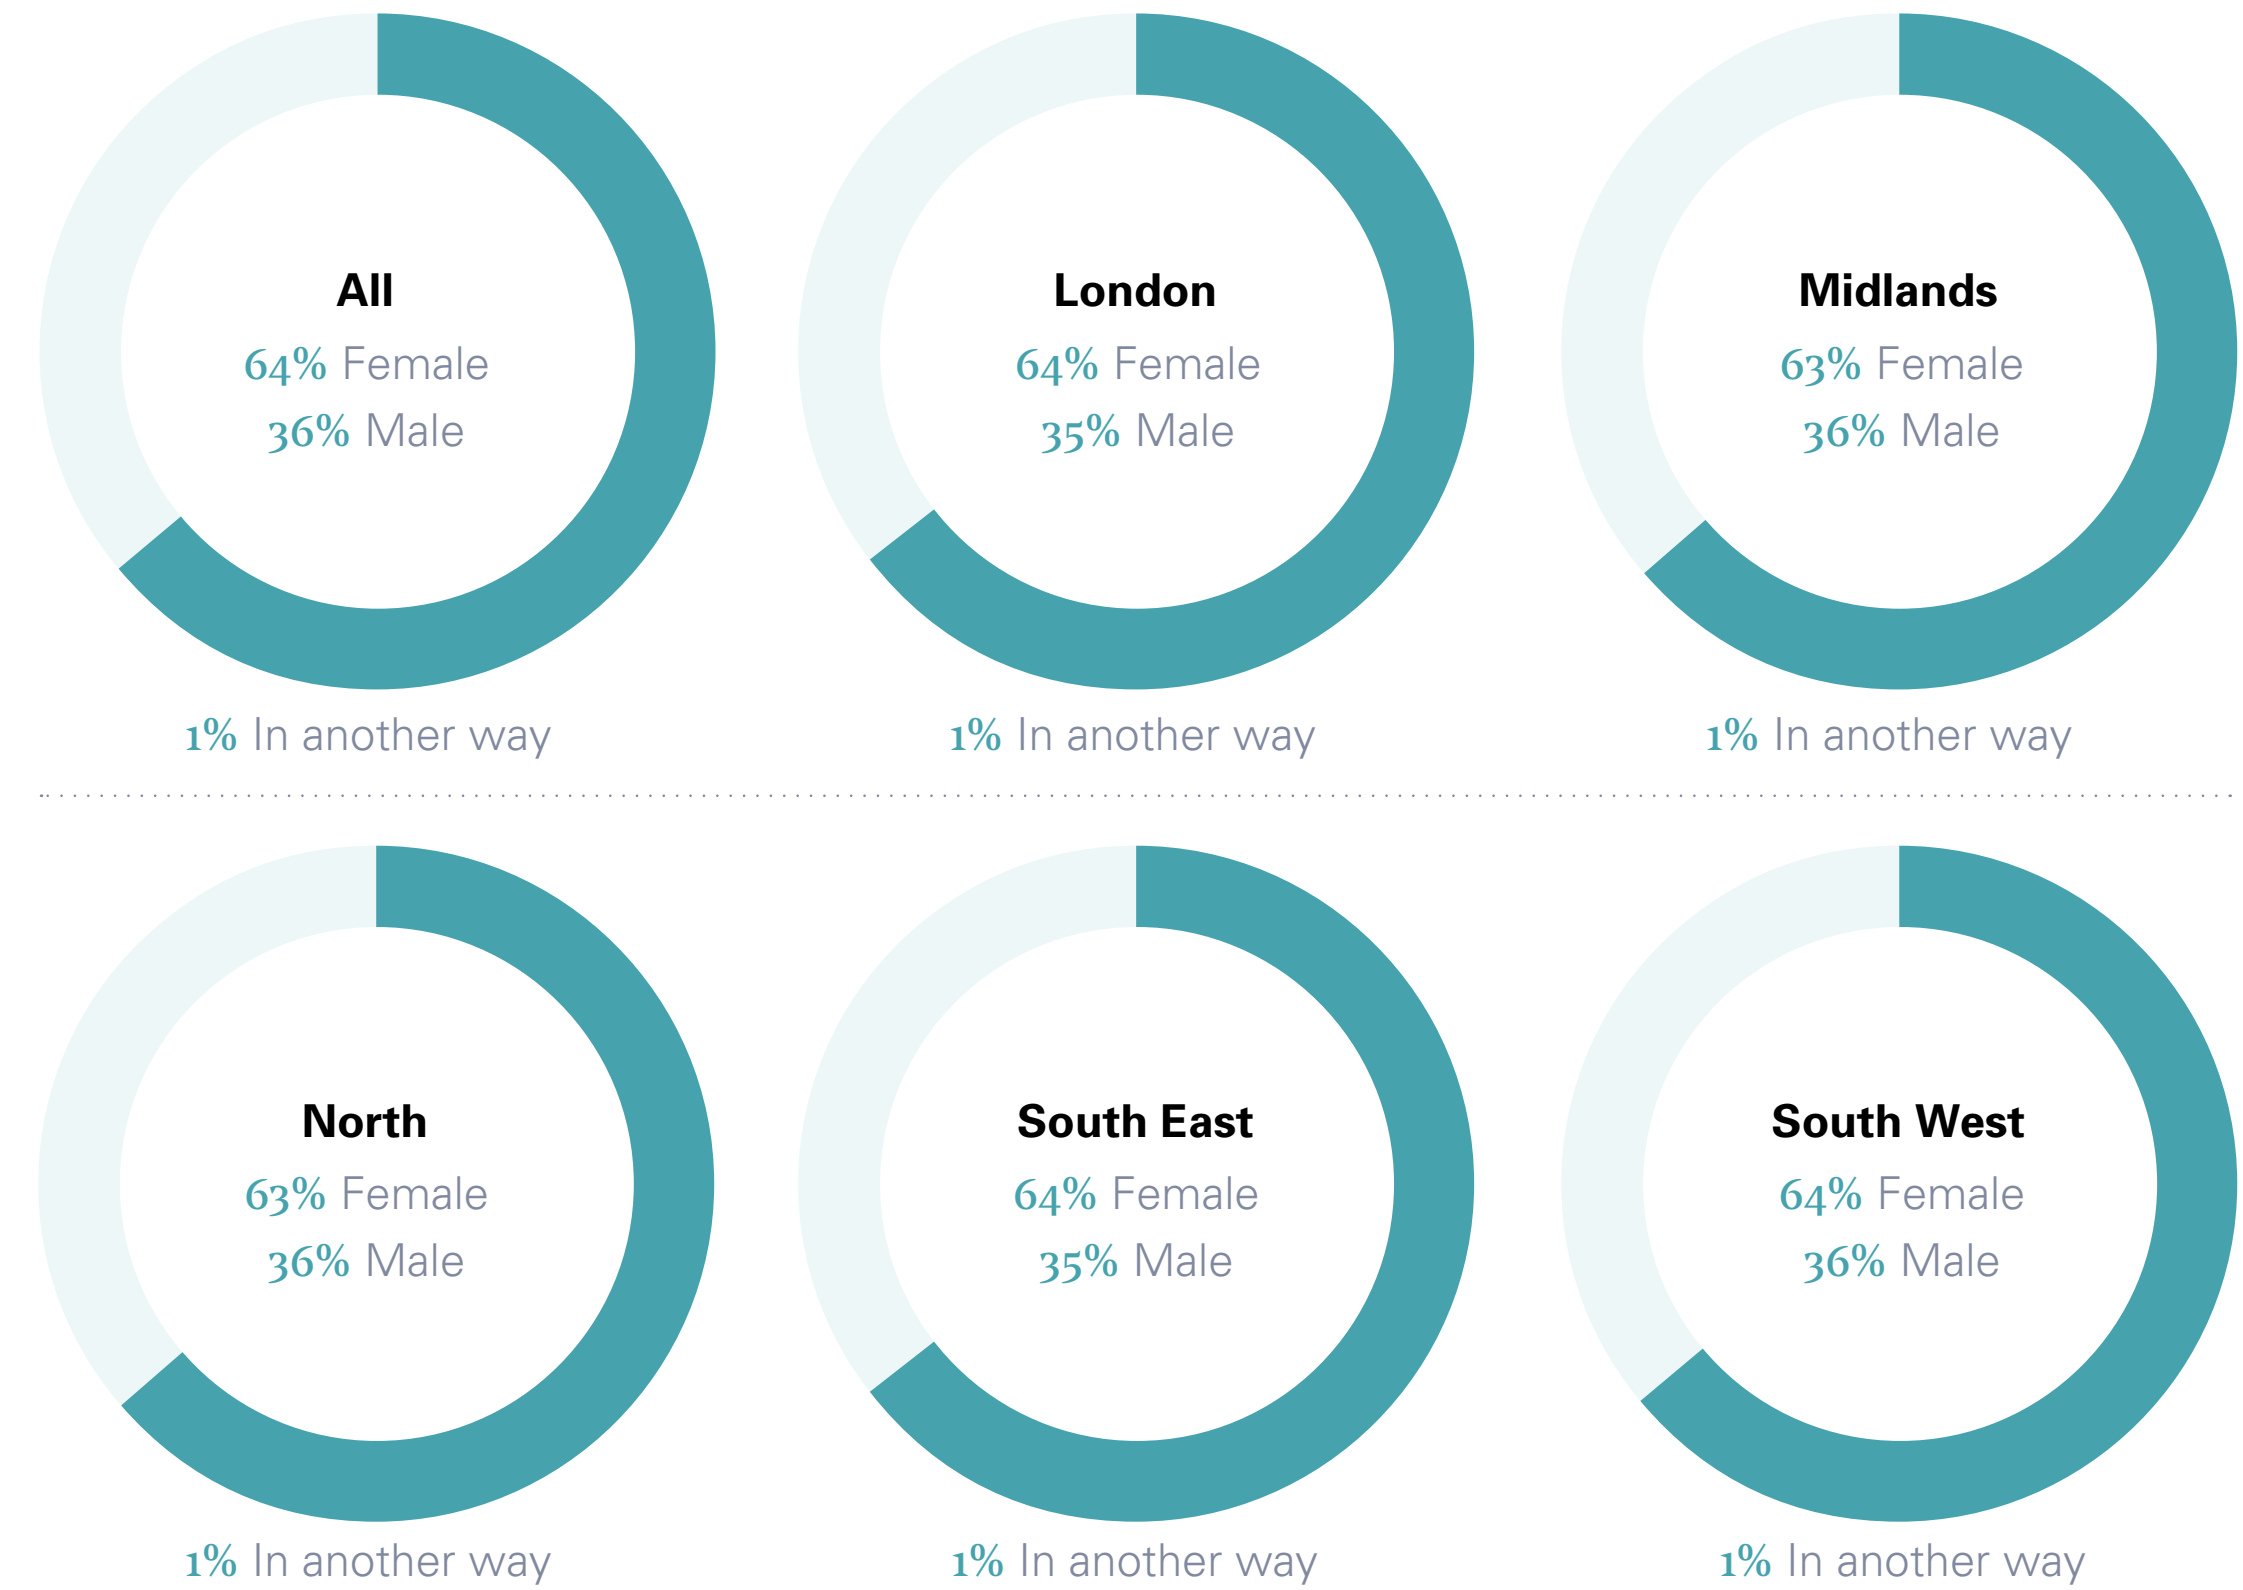 All
64% Female
36% Male
1% In another way
London
64% Female
35% Male
1% In another way
Midlands
63% Female
36% Male
1% In another way
North
63% Female
36% Male
1% In another way
South East
64% Female
35% Male
1% In another way
South West
64% Female
36% Male
1% In another way